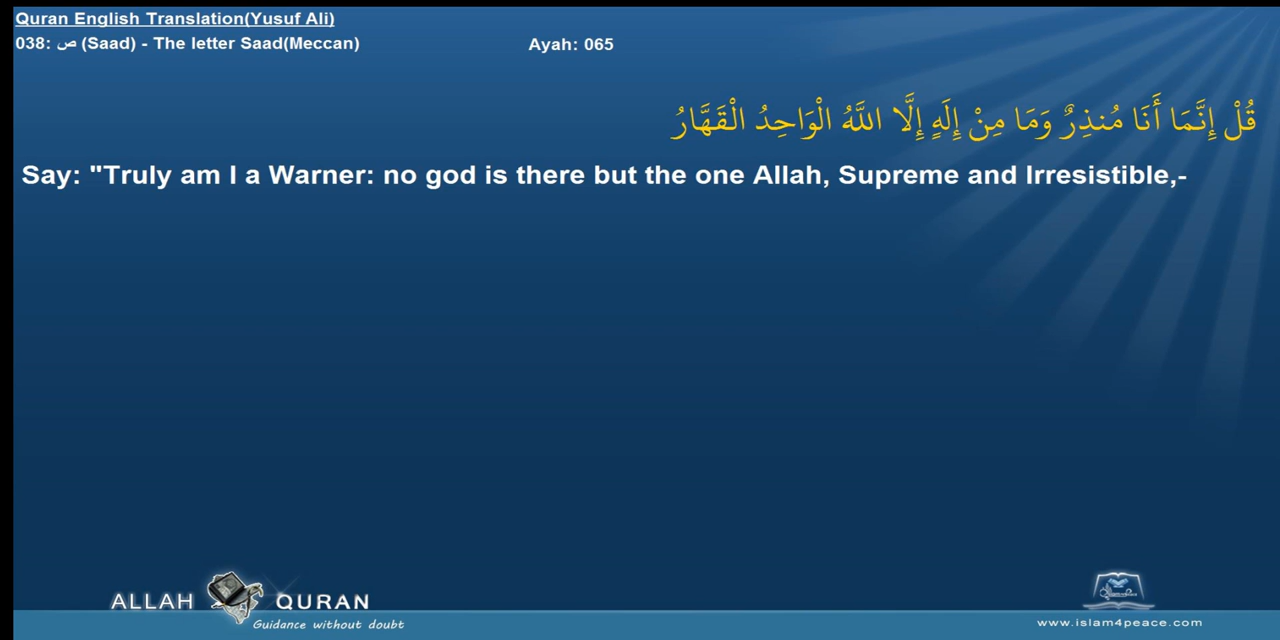 Quran English Translation(Yusuf Ali)
038: ص (Saad) - The letter Saad(Meccan) Ayah: 065
قُلْ إِنَّمَا أَنَا مُنذِرٌ وَمَا مِنْ إِلَهٍ إِلَّا اللَّهُ الْوَاحِدُ الْقَهَّارُ
Say: "Truly am I a Warner: no god is there but the one Allah, Supreme and Irresistible,-
ALLAH QURAN
Guidance without doubt
www.islam4peace.com